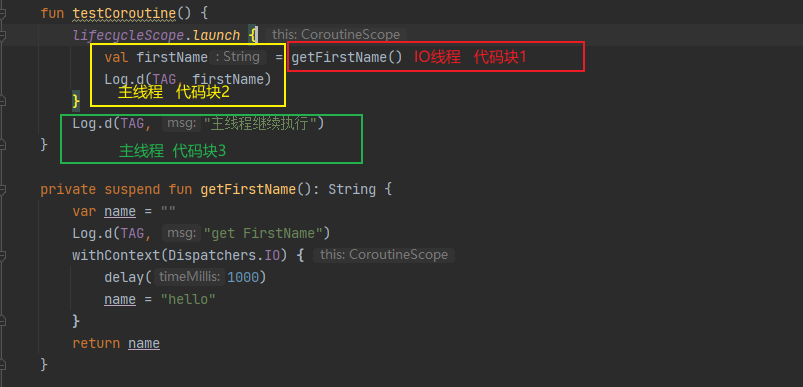 fun testCoroutine() {
lifecycleScope.launch { this: CoroutineScope
val firstName : String = getFirstName() IO线程 代码块1
Log.d(TAG, firstName)
主线程 代码块2
}
Log.d(TAG, msg: "主线程继续执行")
主线程 代码块3
}
private suspend fun getFirstName(): String {
var name = ""
Log.d(TAG, msg: "get FirstName")
withContext(Dispatchers.IO) { this: CoroutineScope
delay( timeMillis: 1000)
name = "hello"
}
return name
}